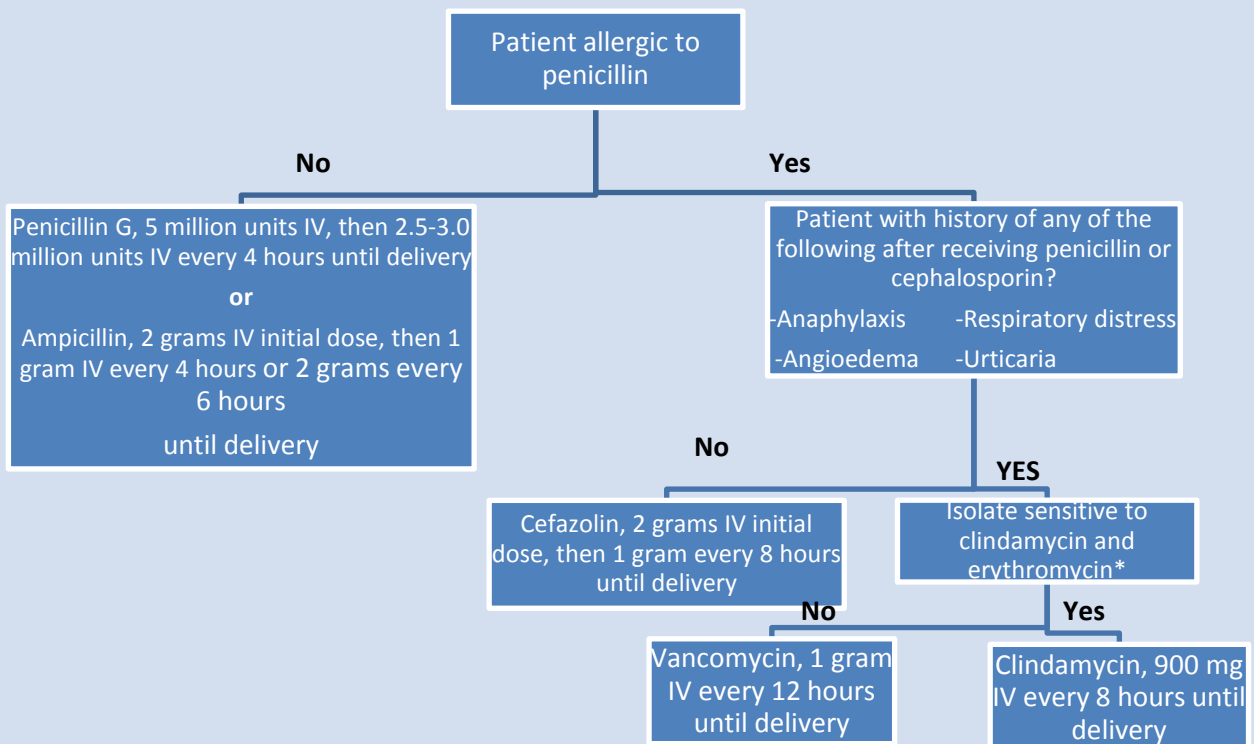 Patient allergic to
penicillin
No
Yes
Penicillin G, 5 million units IV, then 2.5-3.0
million units IV every 4 hours until delivery
or
Ampicillin, 2 grams IV initial dose, then 1
gram IV every 4 hours or 2 grams every
6 hours
until delivery
Patient with history of any of the
following after receiving penicillin or
cephalosporin?
-Anaphylaxis -Respiratory distress
-Angioedema -Urticaria
No
YES
Cefazolin, 2 grams IV initial
dose, then 1 gram every 8 hours
until delivery
Isolate sensitive to
clindamycin and
erythromycin*
No
Yes
Vancomycin, 1 gram
IV every 12 hours
until delivery
Clindamycin, 900 mg
IV every 8 hours until
delivery